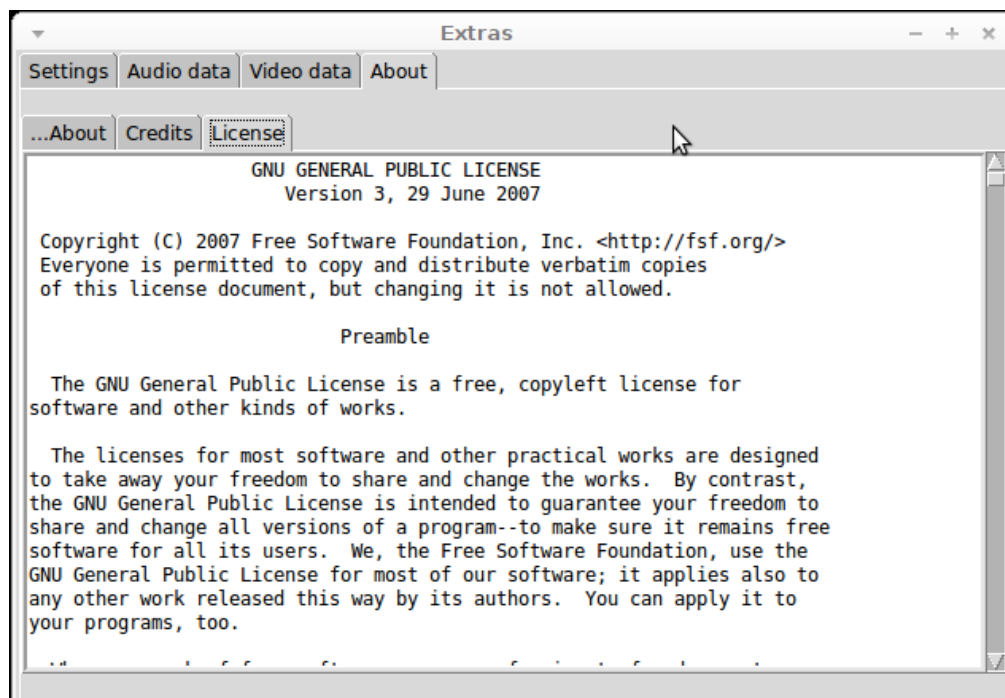 Extras
Settings Audio data Video data About
...About Credits License
GNU GENERAL PUBLIC LICENSE
Version 3, 29 June 2007
Copyright (C) 2007 Free Software Foundation, Inc. <http://fsf.org/>
Everyone is permitted to copy and distribute verbatim copies
of this license document, but changing it is not allowed.
Preamble
The GNU General Public License is a free, copyleft license for
software and other kinds of works.
The licenses for most software and other practical works are designed
to take away your freedom to share and change the works.  By contrast,
the GNU General Public License is intended to guarantee your freedom to
share and change all versions of a program--to make sure it remains free
software for all its users.  We, the Free Software Foundation, use the
GNU General Public License for most of our software; it applies also to
any other work released this way by its authors.  You can apply it to
your programs, too.